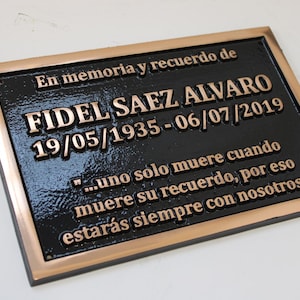 En memoria y recuerdo de
FIDEL SAEZ ALVARO
19/05/1935 - 06/07/2019
"...uno solo muere cuando
muere su recuerdo, por eso
estarás siempre con nosotros